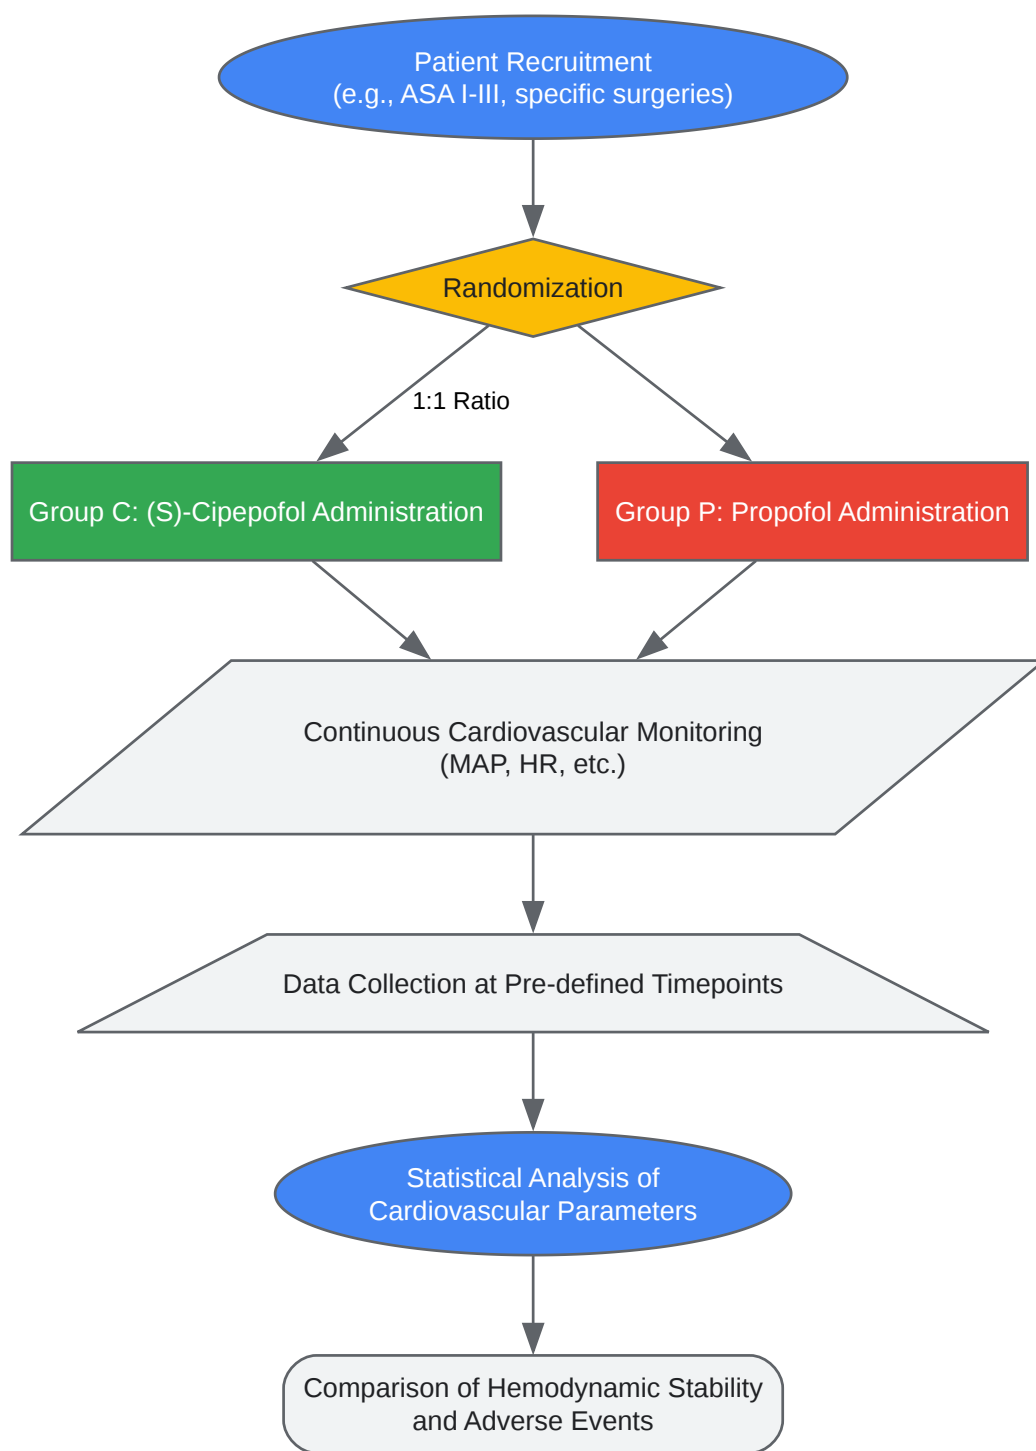 Patient Recruitment
(e.g., ASA I-III, specific surgeries)
Randomization
1:1 Ratio
Group C: (S)-Cipepofol Administration
Group P: Propofol Administration
Continuous Cardiovascular Monitoring
(MAP, HR, etc.)
Data Collection at Pre-defined Timepoints
Statistical Analysis of
Cardiovascular Parameters
Comparison of Hemodynamic Stability
and Adverse Events